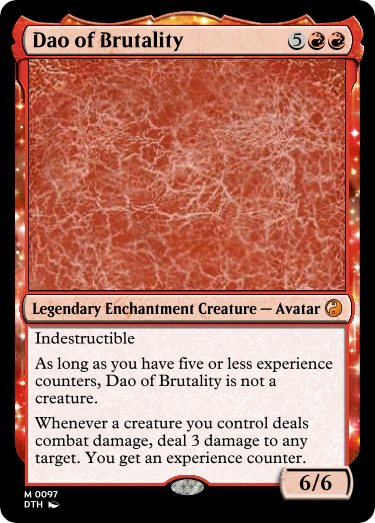 Dao of Brutality 5
Legendary Enchantment Creature — Avatar
Indestructible
As long as you have five or less experience
counters, Dao of Brutality is not a
creature.
Whenever a creature you control deals
combat damage, deal 3 damage to any
target. You get an experience counter.
6/6
M 0097
DTH